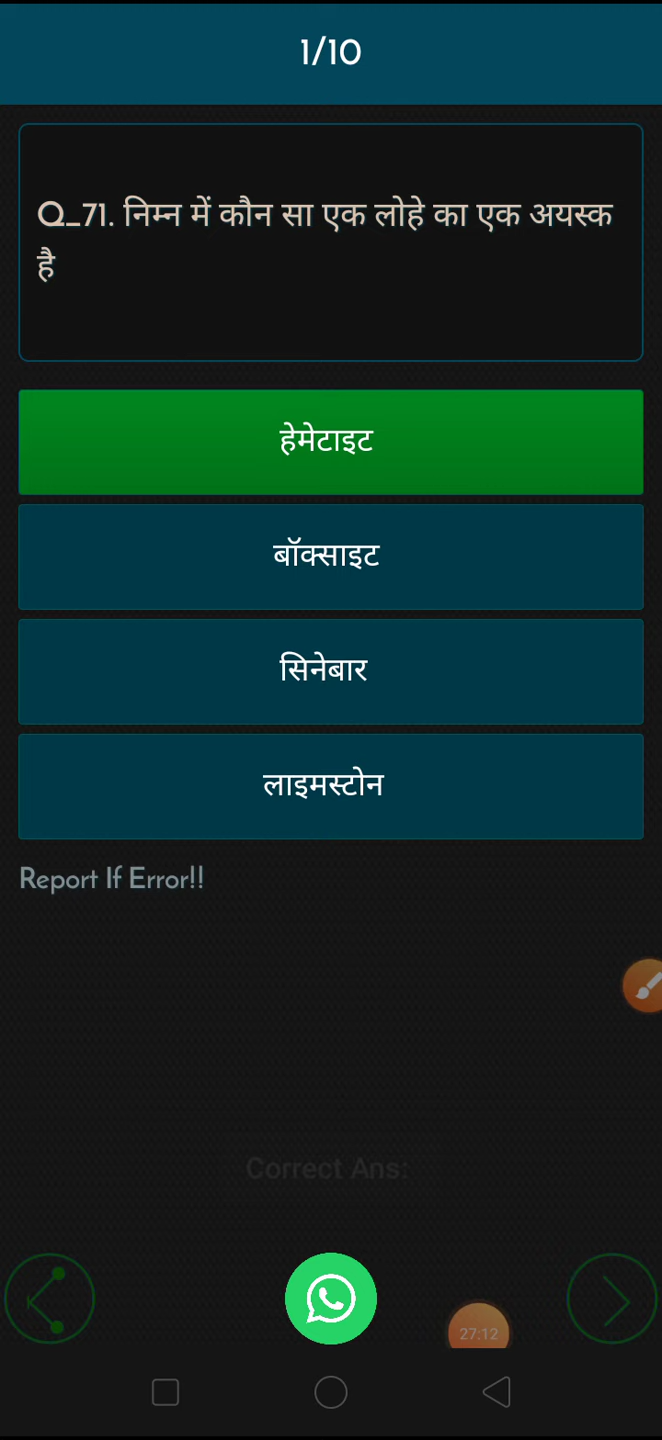 1/10
Q_71. निम्न में कौन सा एक लोहे का एक अयस्क
है
हेमेटाइट
बॉक्साइट
सिनेबार
लाइमस्टोन
Report If Error!!
Correct Ans:
27:12